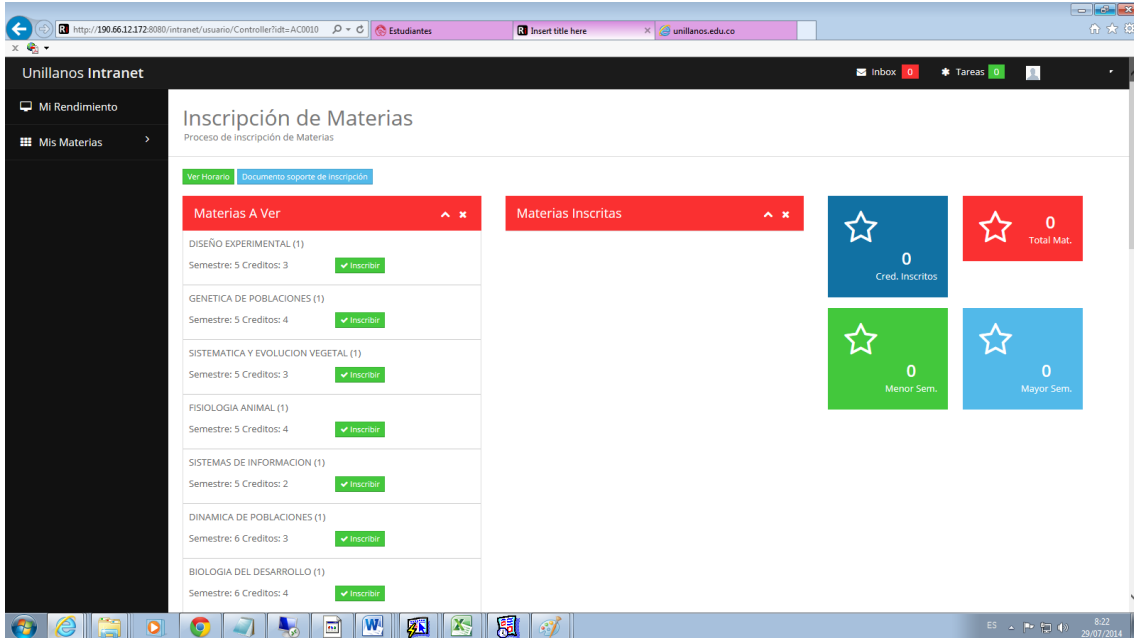 http://190.66.12.172:8080/intranet/usuario/Controller?idt=AC0010
Estudiantes
Insert title here
unillanos.edu.co
Unillanos Intranet
Inbox 0
Tareas 0
Mi Rendimiento
Mis Materias
Inscripción de Materias
Proceso de inscripción de Materias
Ver Horario
Documento soporte de inscripción
Materias A Ver
DISEÑO EXPERIMENTAL (1)
Semestre: 5 Creditos: 3 Inscribir
GENETICA DE POBLACIONES (1)
Semestre: 5 Creditos: 4 Inscribir
SISTEMATICA Y EVOLUCION VEGETAL (1)
Semestre: 5 Creditos: 3 Inscribir
FISIOLOGIA ANIMAL (1)
Semestre: 5 Creditos: 4 Inscribir
SISTEMAS DE INFORMACION (1)
Semestre: 5 Creditos: 2 Inscribir
DINAMICA DE POBLACIONES (1)
Semestre: 6 Creditos: 3 Inscribir
BIOLOGIA DEL DESARROLLO (1)
Semestre: 6 Creditos: 4 Inscribir
Materias Inscritas
0
Cred. Inscritos
0
Total Mat.
0
Menor Sem.
0
Mayor Sem.
ES
8:22
29/07/2014